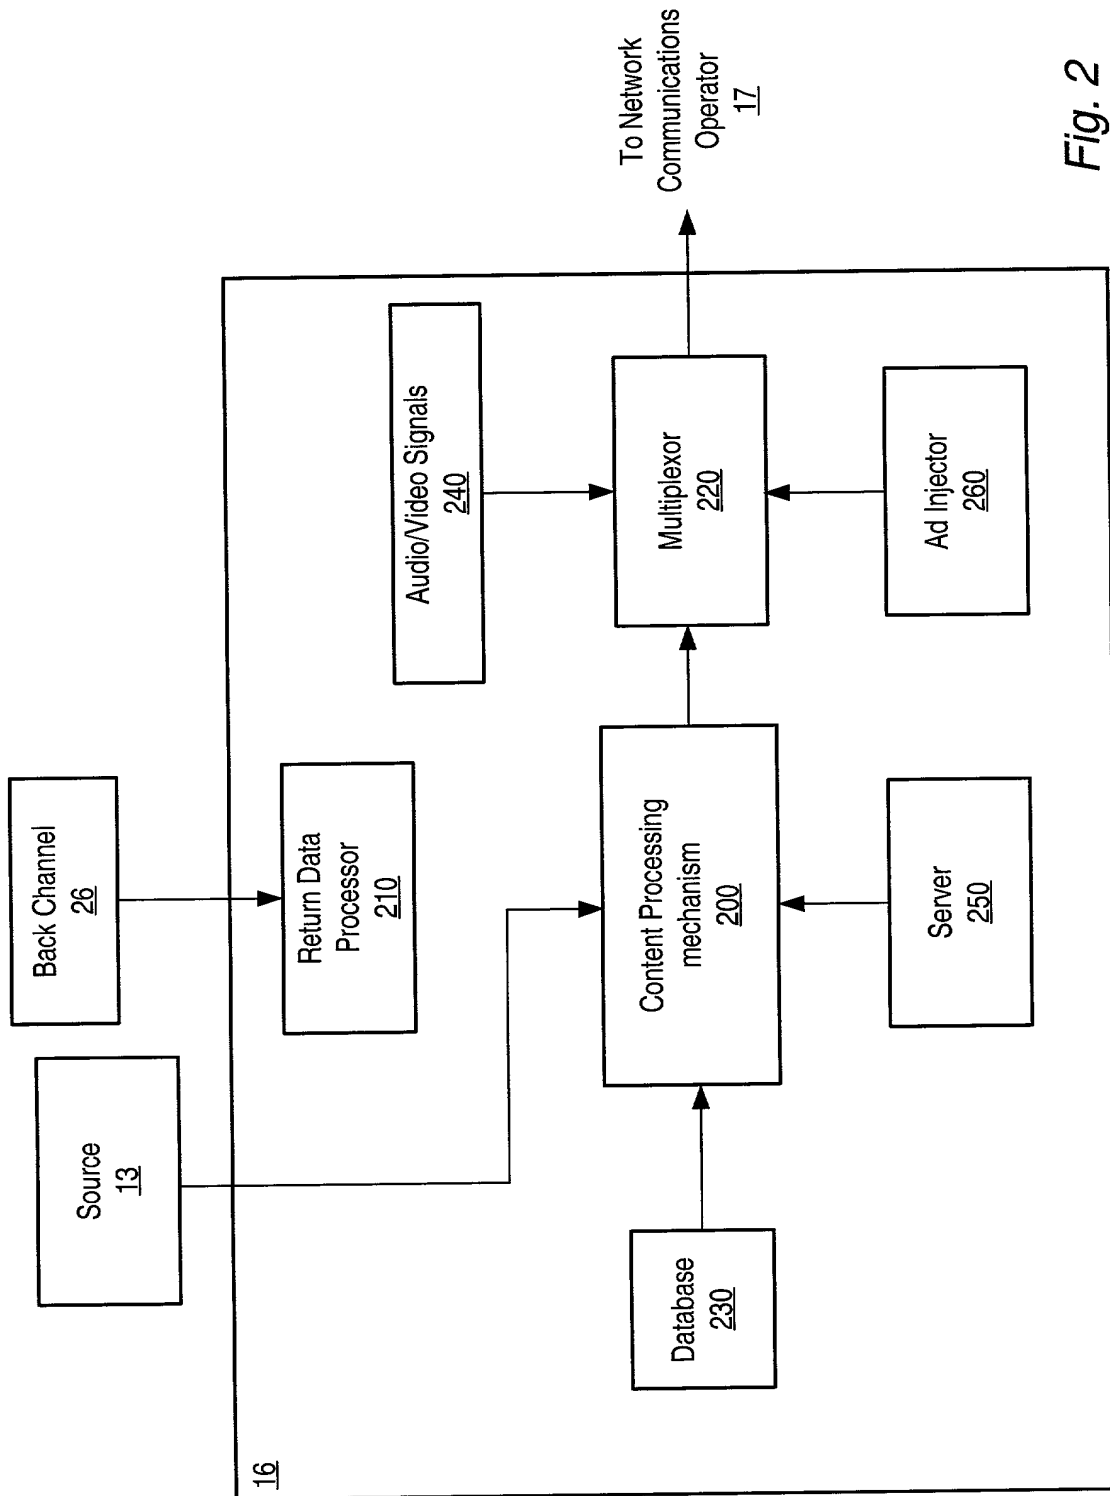 16
Source
13
Back Channel
26
Return Data
Processor
210
Audio/Video Signals
240
Database
230
Content Processing
mechanism
200
Multiplexor
220
To Network
Communications
Operator
17
Server
250
Ad Injector
260
Fig. 2